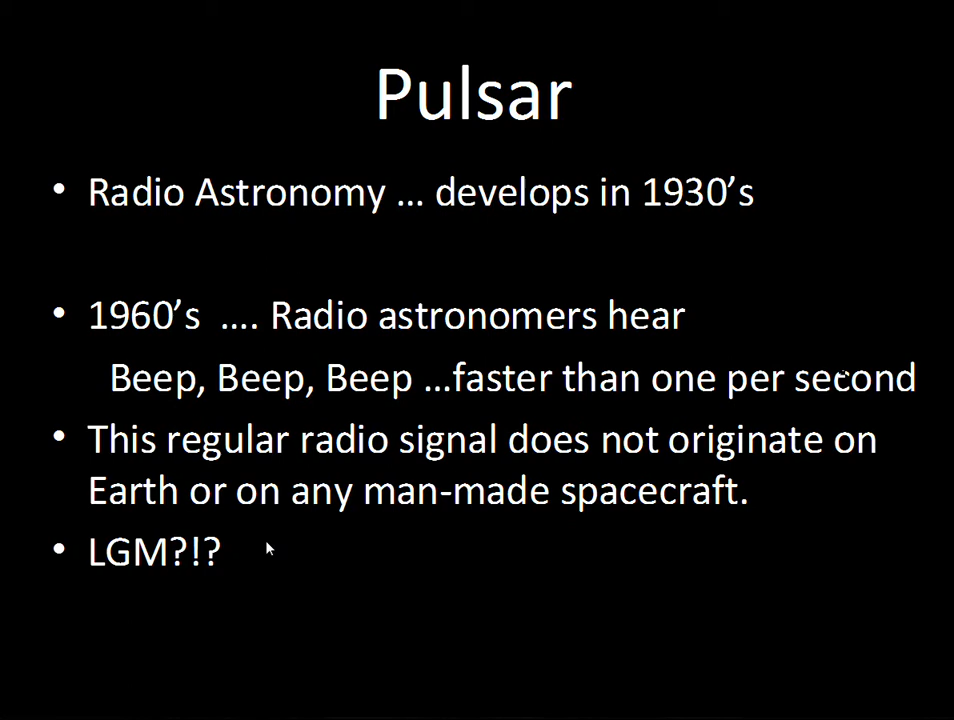 Pulsar
• Radio Astronomy … develops in 1930’s
• 1960’s  …. Radio astronomers hear
Beep, Beep, Beep …faster than one per second
• This regular radio signal does not originate on
Earth or on any man-made spacecraft.
• LGM?!?